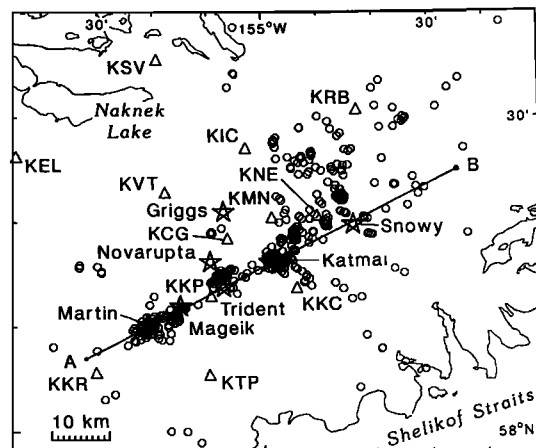 30'
155°W
30'
KSV
Naknek
Lake
KRB
30'
KIC
KEL
KNE
B
KVT
KMN
Griggs
KCG
Snowy
Novarupta
Katmai
KKP
KKC
Martin
Trident
Mageik
A
KKR
KTP
10 km
Shelikof Straits
58°N